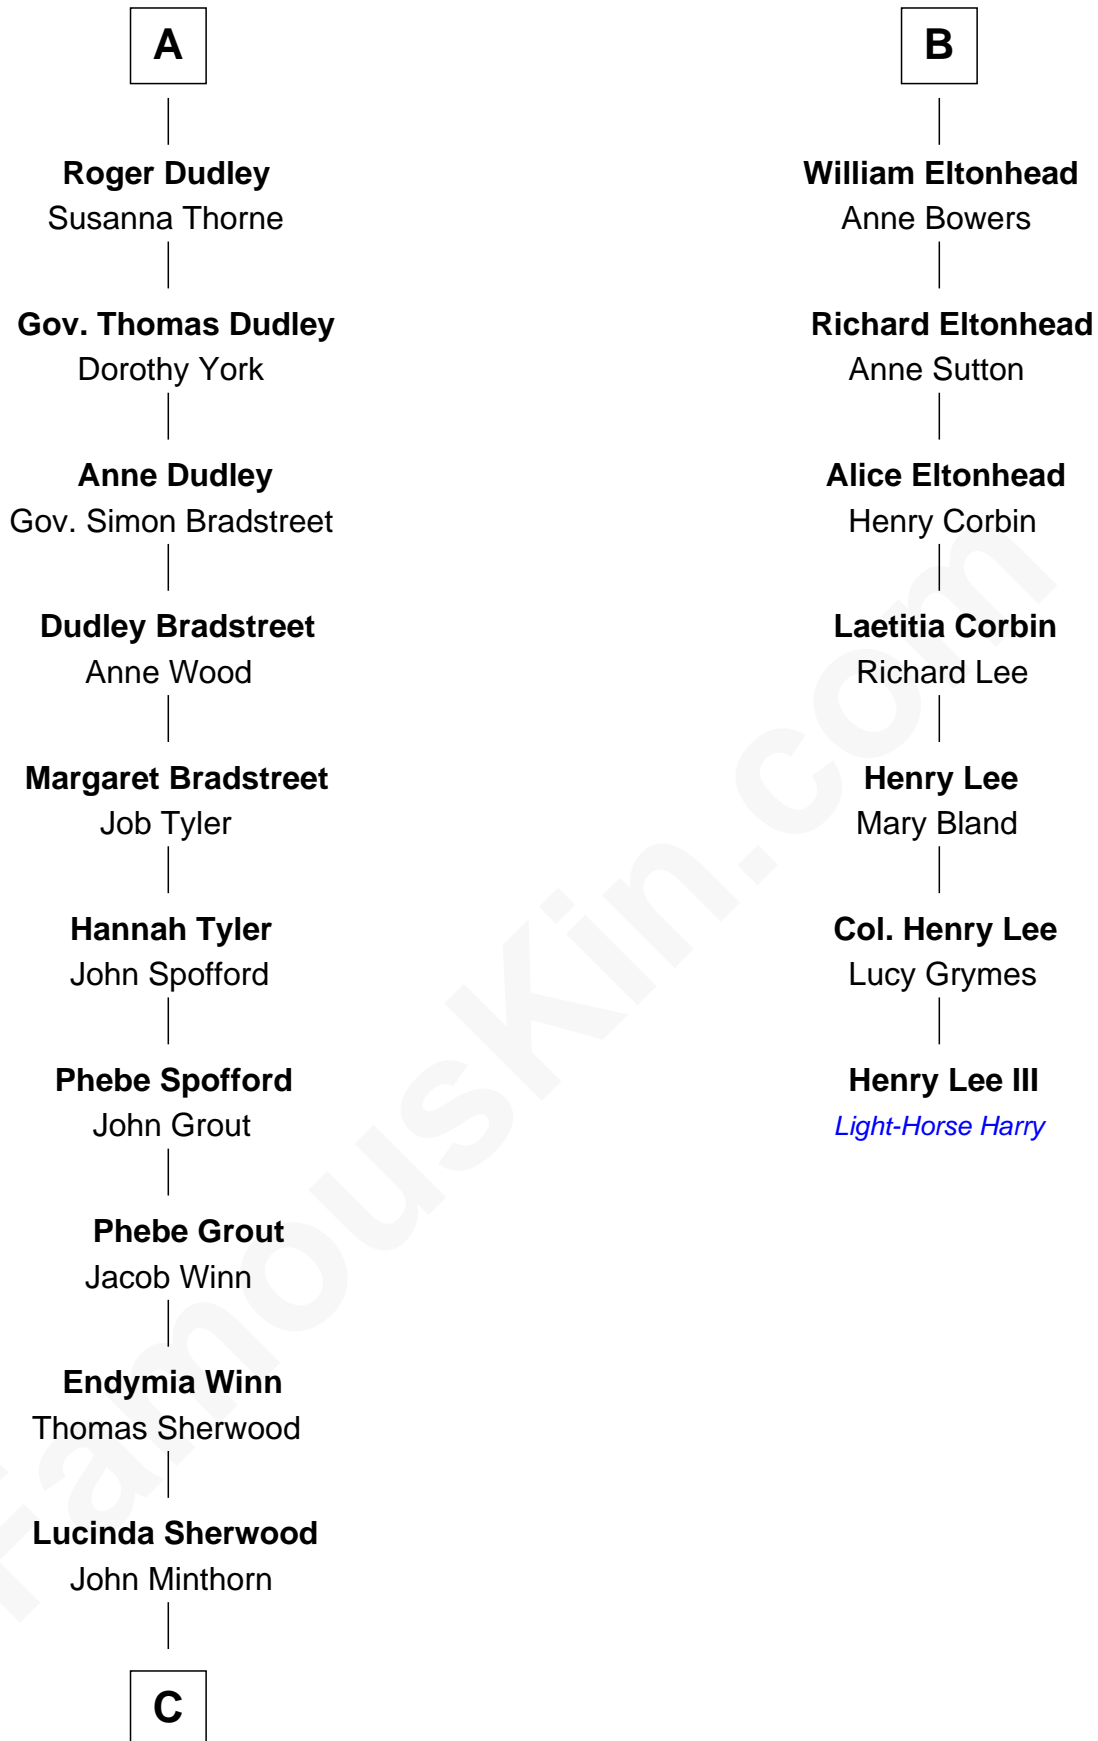 A
Roger Dudley
Susanna Thorne
Gov. Thomas Dudley
Dorothy York
Anne Dudley
Gov. Simon Bradstreet
Dudley Bradstreet
Anne Wood
Margaret Bradstreet
Job Tyler
Hannah Tyler
John Spofford
Phebe Spofford
John Grout
Phebe Grout
Jacob Winn
Endymia Winn
Thomas Sherwood
Lucinda Sherwood
John Minthorn
C
B
William Eltonhead
Anne Bowers
Richard Eltonhead
Anne Sutton
Alice Eltonhead
Henry Corbin
Laetitia Corbin
Richard Lee
Henry Lee
Mary Bland
Col. Henry Lee
Lucy Grymes
Henry Lee III
Light-Horse Harry
FamousKin.com